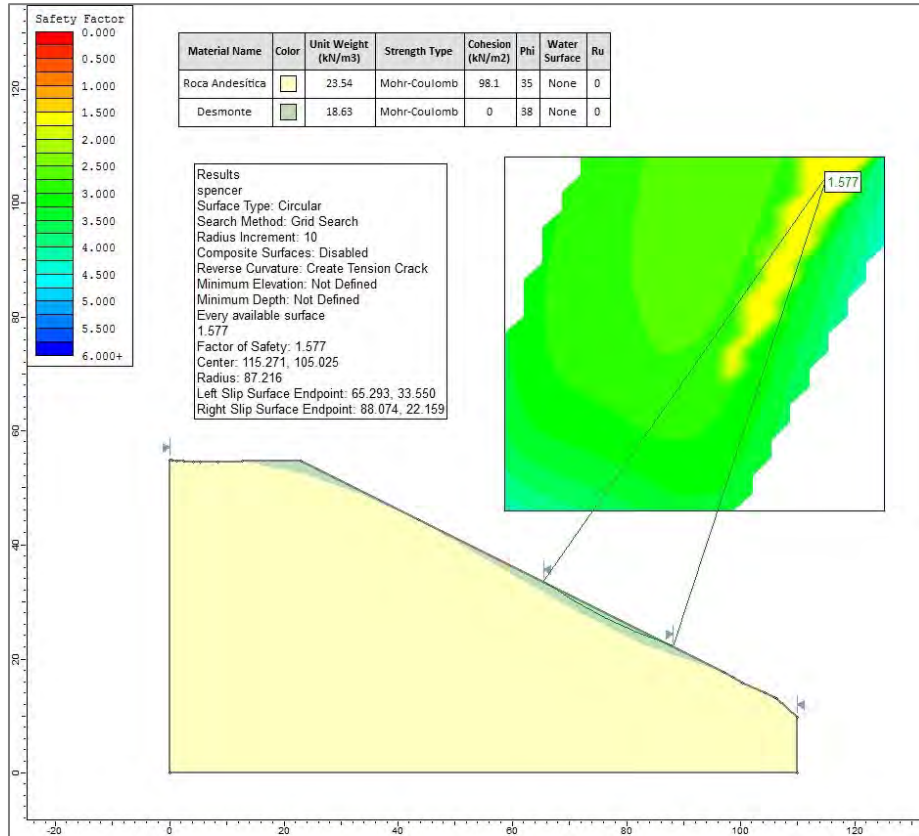 Safety Factor
0.000
0.500
1.000
1.500
2.000
2.500
3.000
3.500
4.000
4.500
5.000
5.500
6.000+
Material Name Color Unit Weight (kN/m3) Strength Type Cohesion (kN/m2) Phi Water Surface Ru
Roca Andesítica 23.54 Mohr-Coulomb 98.1 35 None 0
Desmonte 18.63 Mohr-Coulomb 0 38 None 0
Results
spencer
Surface Type: Circular
Search Method: Grid Search
Radius Increment: 10
Composite Surfaces: Disabled
Reverse Curvature: Create Tension Crack
Minimum Elevation: Not Defined
Minimum Depth: Not Defined
Every available surface
1.577
Factor of Safety: 1.577
Center: 115.271, 105.025
Radius: 87.216
Left Slip Surface Endpoint: 65.293, 33.550
Right Slip Surface Endpoint: 88.074, 22.159
1.577
120
100
80
60
40
20
0
-20 0 20 40 60 80 100 120